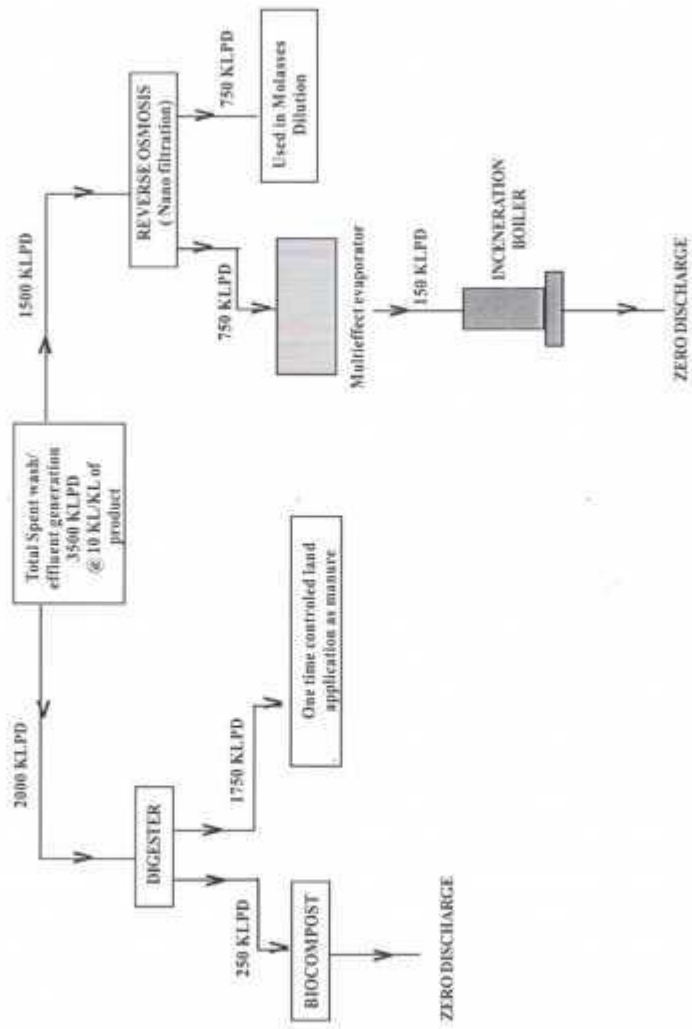 Total Spent wash/
effluent generation
3500 KLPD
@ 10 KL/KL of
product
2000 KLPD
1500 KLPD
DIGESTER
REVERSE OSMOSIS
( Nano filtration)
250 KLPD
1750 KLPD
750 KLPD
750 KLPD
BIOCOMPOST
One time controled land
application as manure
Used in Molasses
Dilution
Multieffect evaporator
150 KLPD
INCENERATION
BOILER
ZERO DISCHARGE
ZERO DISCHARGE